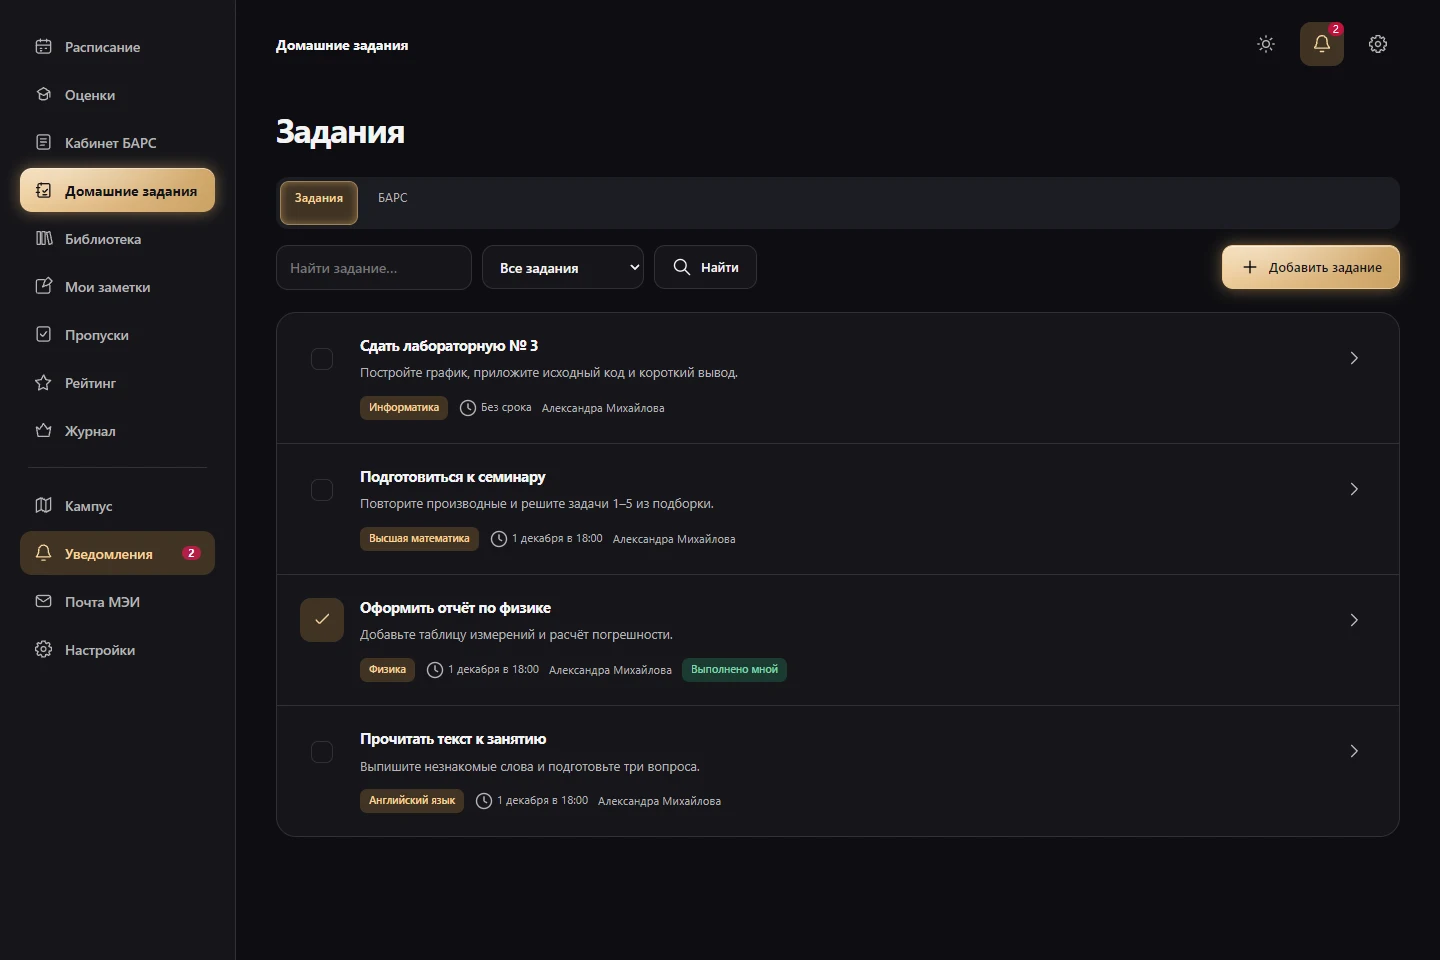 Расписание
Оценки
Кабинет БАРС
Домашние задания
Библиотека
Мои заметки
Пропуски
Рейтинг
Журнал
Кампус
Уведомления 2
Почта МЭИ
Настройки
Домашние задания
2
Задания
Задания БАРС
Найти задание... Все задания Найти Добавить задание
Сдать лабораторную № 3
Постройте график, приложите исходный код и короткий вывод.
Информатика Без срока Александра Михайлова
Подготовиться к семинару
Повторите производные и решите задачи 1–5 из подборки.
Высшая математика 1 декабря в 18:00 Александра Михайлова
Оформить отчёт по физике
Добавьте таблицу измерений и расчёт погрешности.
Физика 1 декабря в 18:00 Александра Михайлова Выполнено мной
Прочитать текст к занятию
Выпишите незнакомые слова и подготовьте три вопроса.
Английский язык 1 декабря в 18:00 Александра Михайлова